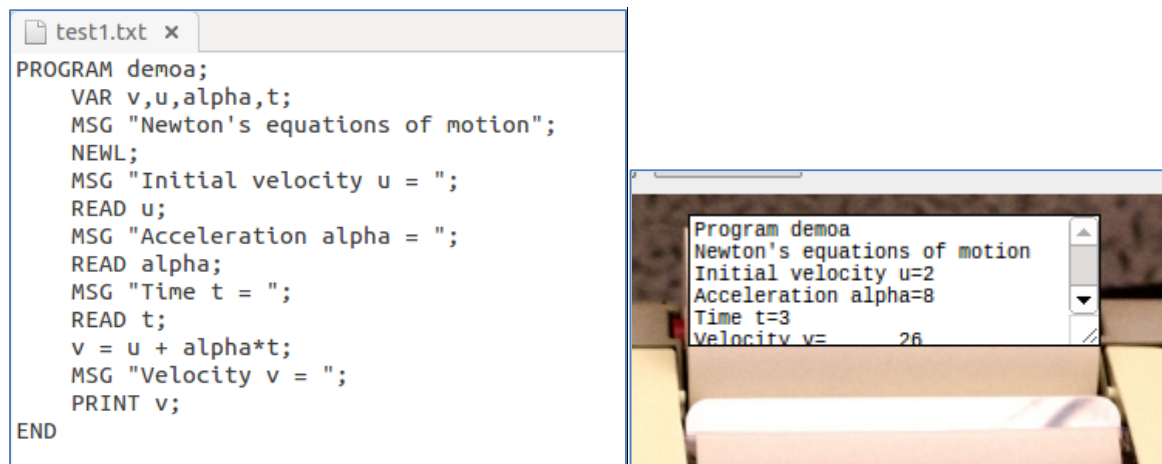 test1.txt ×
PROGRAM demoa;
VAR v,u,alpha,t;
MSG "Newton's equations of motion";
NEWL;
MSG "Initial velocity u = ";
READ u;
MSG "Acceleration alpha = ";
READ alpha;
MSG "Time t = ";
READ t;
v = u + alpha*t;
MSG "Velocity v = ";
PRINT v;
END
Program demoa
Newton's equations of motion
Initial velocity u=2
Acceleration alpha=8
Time t=3
Velocity v= 26